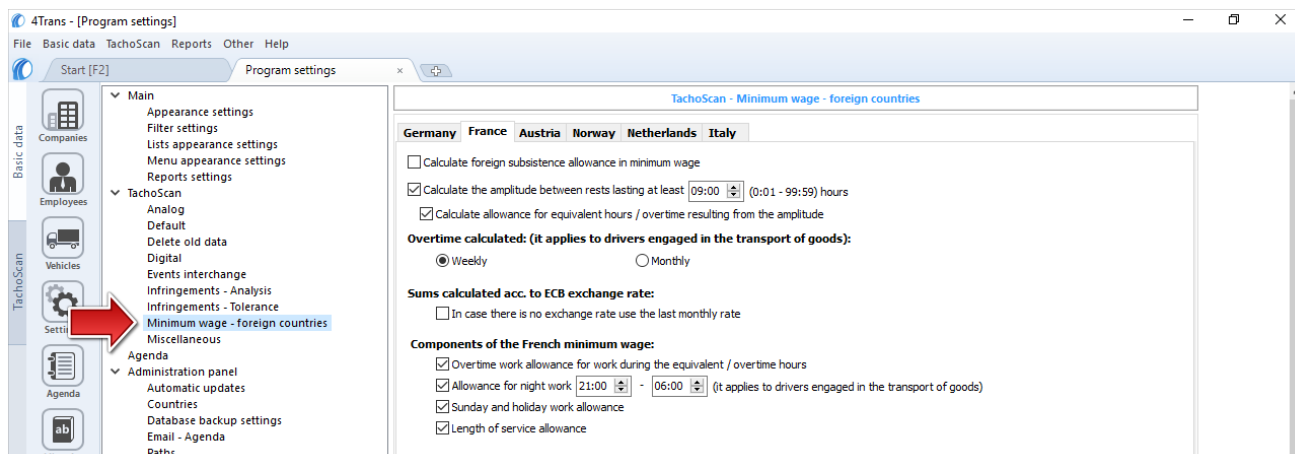 4Trans - [Program settings]
File Basic data TachoScan Reports Other Help
Start [F2]
Program settings
Basic data
TachoScan
Companies
Employees
Vehicles
Agenda
Main
Appearance settings
Filter settings
Lists appearance settings
Menu appearance settings
Reports settings
TachoScan
Analog
Default
Delete old data
Digital
Events interchange
Infringements - Analysis
Infringements - Tolerance
Minimum wage - foreign countries
Miscellaneous
Agenda
Administration panel
Automatic updates
Countries
Database backup settings
Email - Agenda
Paths
TachoScan - Minimum wage - foreign countries
Germany France Austria Norway Netherlands Italy
Calculate foreign subsistence allowance in minimum wage
Calculate the amplitude between rests lasting at least 09:00 (0:01 - 99:59) hours
Calculate allowance for equivalent hours / overtime resulting from the amplitude
Overtime calculated: (it applies to drivers engaged in the transport of goods):
Weekly Monthly
Sums calculated acc. to ECB exchange rate:
In case there is no exchange rate use the last monthly rate
Components of the French minimum wage:
Overtime work allowance for work during the equivalent / overtime hours
Allowance for night work 21:00 - 06:00 (it applies to drivers engaged in the transport of goods)
Sunday and holiday work allowance
Length of service allowance